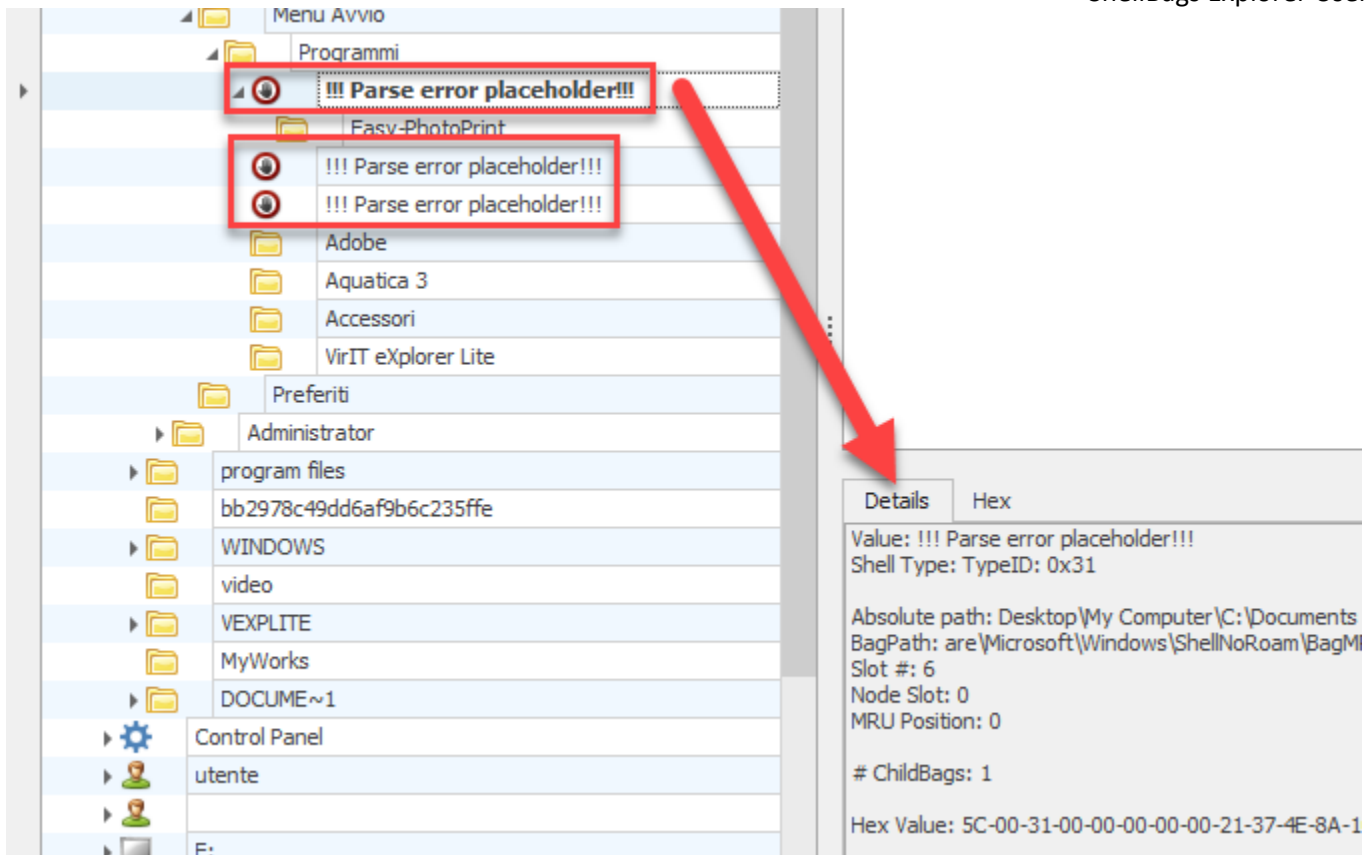 Menu Avvio
Programmi
!!! Parse error placeholder!!!
Easy-PhotoPrint
!!! Parse error placeholder!!!
!!! Parse error placeholder!!!
Adobe
Aquatica 3
Accessori
VirIT eXplorer Lite
Preferiti
Administrator
program files
bb2978c49dd6af9b6c235ffe
WINDOWS
video
VEXPLITE
MyWorks
DOCUME~1
Control Panel
utente
E:
Details Hex
Value: !!! Parse error placeholder!!!
Shell Type: TypeID: 0x31
Absolute path: Desktop\My Computer\C:\Documents
BagPath: are\Microsoft\Windows\ShellNoRoam\BagM
Slot #: 6
Node Slot: 0
MRU Position: 0
# ChildBags: 1
Hex Value: 5C-00-31-00-00-00-00-00-21-37-4E-8A-1